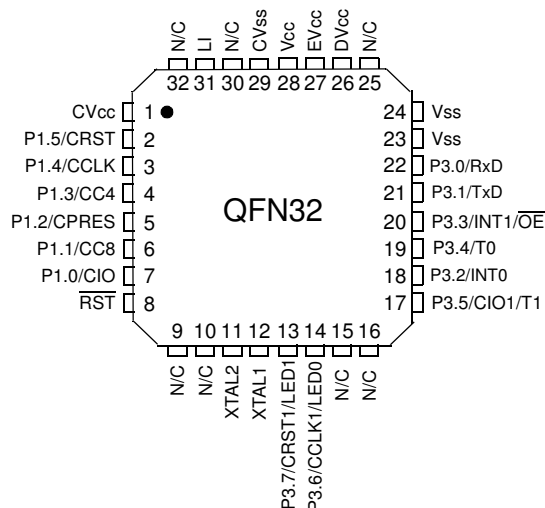 N/C
LI
N/C
CVss
Vcc
EVcc
DVcc
N/C
32 31 30 29 28 27 26 25
CVcc 1
P1.5/CRST 2
P1.4/CCLK 3
P1.3/CC4 4
P1.2/CPRES 5
P1.1/CC8 6
P1.0/CIO 7
RST 8
QFN32
24 Vss
23 Vss
22 P3.0/RxD
21 P3.1/TxD
20 P3.3/INT1/OE
19 P3.4/T0
18 P3.2/INT0
17 P3.5/CIO1/T1
9 10 11 12 13 14 15 16
N/C
N/C
XTAL2
XTAL1
P3.7/CRST1/LED1
P3.6/CCLK1/LED0
N/C
N/C